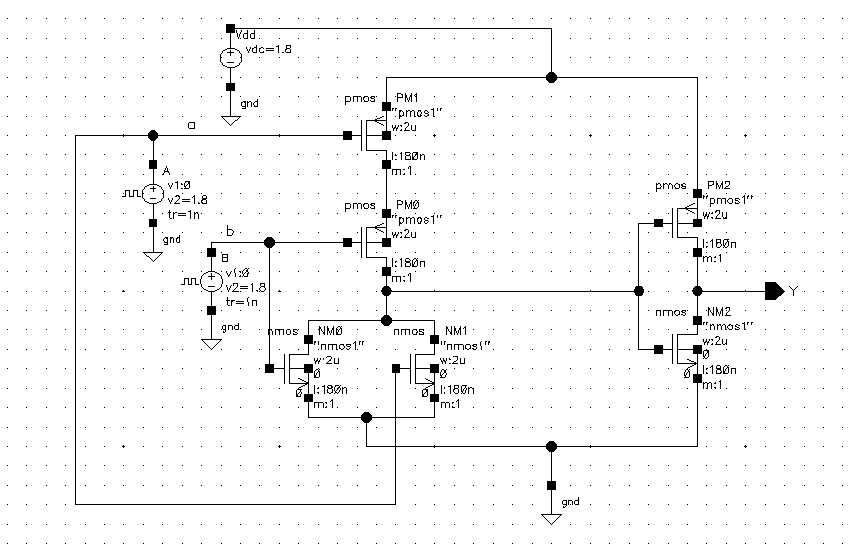 Vdd
vdc=1.8
gnd
a
pmos PM1
"pmos1"
w:2u
l:180n
m:1
A
v1:0
v2=1.8
tr=1n
gnd
pmos PM0
"pmos1"
w:2u
l:180n
m:1
b
B
v1:0
v2=1.8
tr=1n
gnd
pmos PM2
"pmos1"
w:2u
l:180n
m:1
Y
nmos NM0
"nmos1"
w:2u
0
0
l:180n
m:1
nmos NM1
"nmos1"
w:2u
0
0
l:180n
m:1
nmos NM2
"nmos1"
w:2u
0
0
l:180n
m:1
gnd